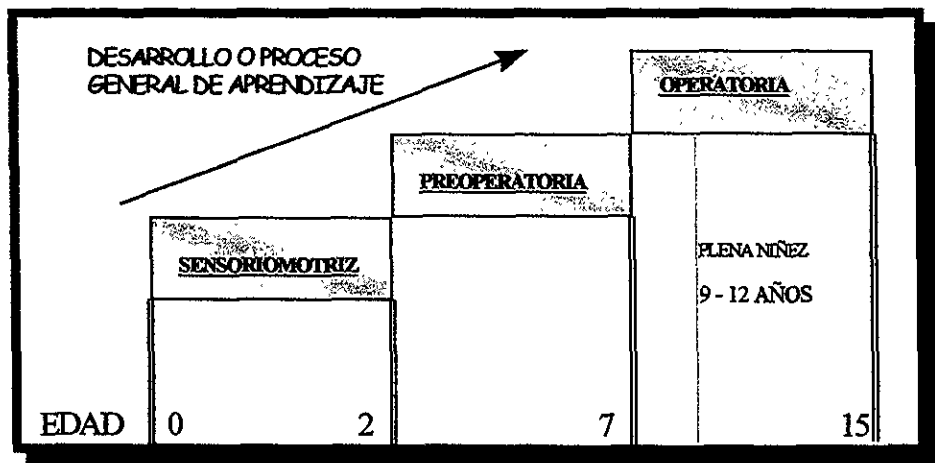 DESARROLLO O PROCESO
GENERAL DE APRENDIZAJE
OPERATORIA
PREOPERATORIA
SENSORIOMOTRIZ
PLENA NIÑEZ
9 - 12 AÑOS
EDAD 0 2 7 15